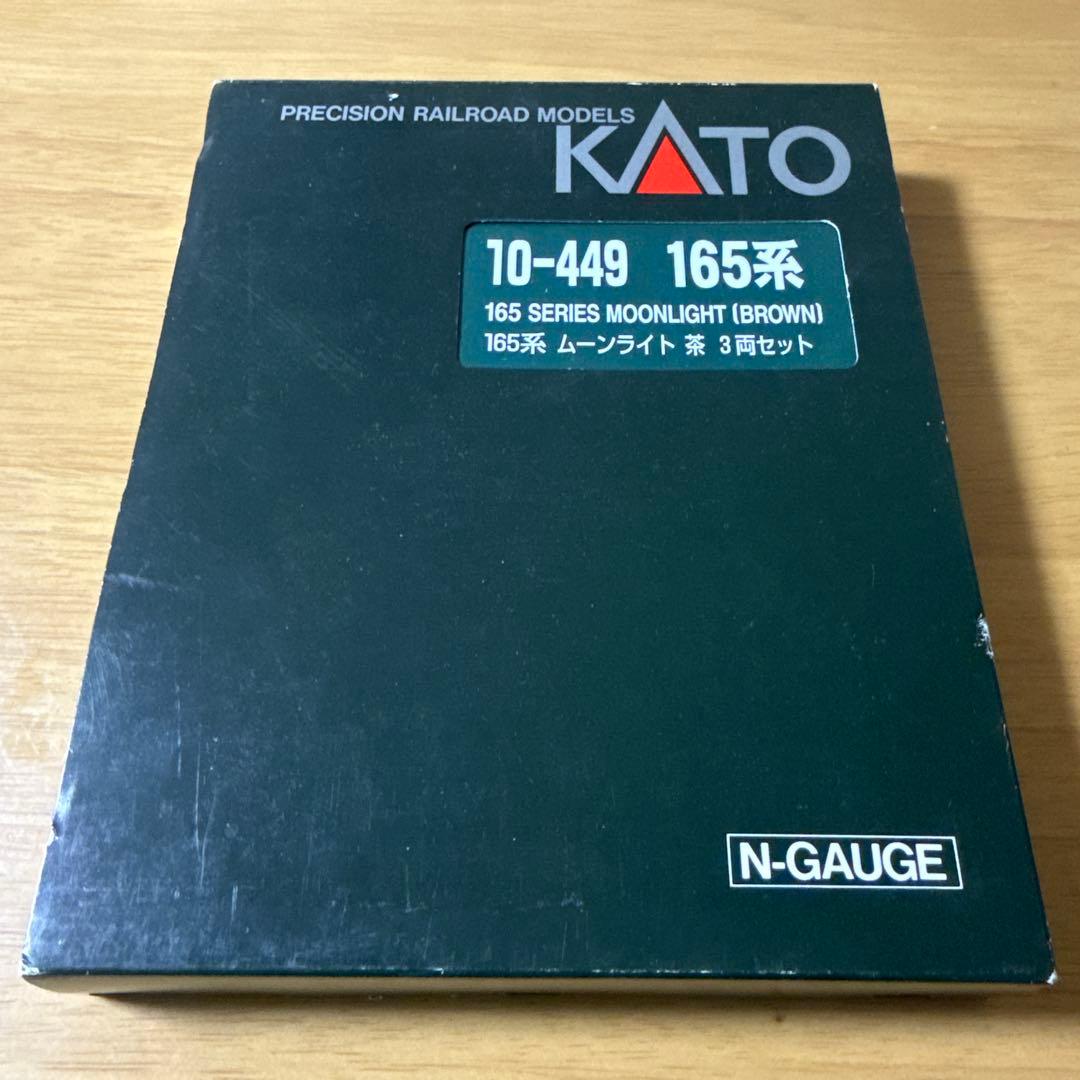 PRECISION RAILROAD MODELS
KATO
10-449 165系
165 SERIES MOONLIGHT (BROWN)
165系 ムーンライト 茶 3両セット
N-GAUGE